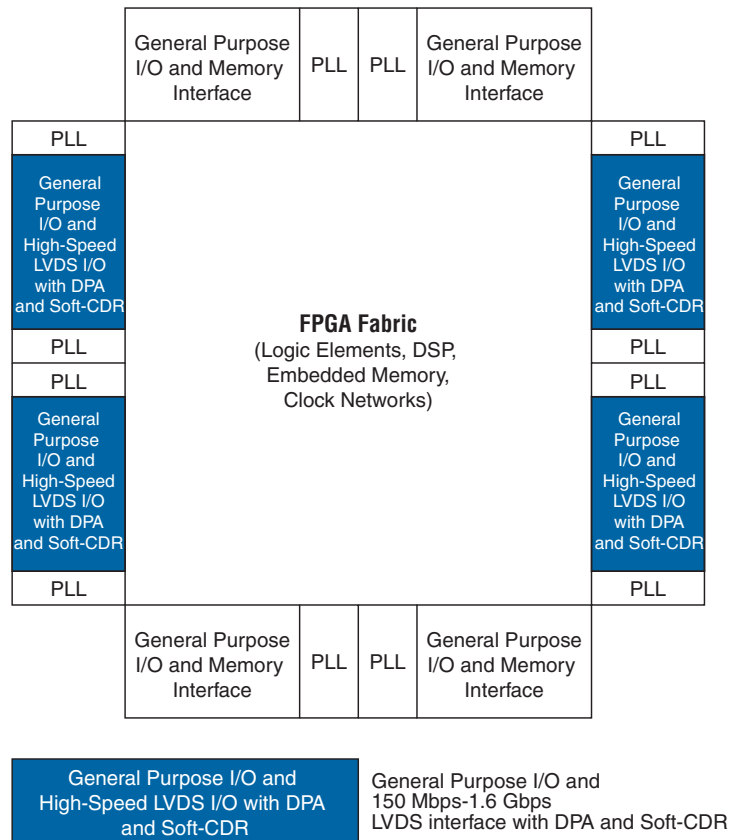 General Purpose
I/O and Memory
Interface
PLL
PLL
General Purpose
I/O and Memory
Interface
PLL
General
Purpose
I/O and
High-Speed
LVDS I/O
with DPA
and Soft-CDR
PLL
PLL
General
Purpose
I/O and
High-Speed
LVDS I/O
with DPA
and Soft-CDR
PLL
FPGA Fabric
(Logic Elements, DSP,
Embedded Memory,
Clock Networks)
PLL
General
Purpose
I/O and
High-Speed
LVDS I/O
with DPA
and Soft-CDR
PLL
PLL
General
Purpose
I/O and
High-Speed
LVDS I/O
with DPA
and Soft-CDR
PLL
General Purpose
I/O and Memory
Interface
PLL
PLL
General Purpose
I/O and Memory
Interface
General Purpose I/O and
High-Speed LVDS I/O with DPA
and Soft-CDR
General Purpose I/O and
150 Mbps-1.6 Gbps
LVDS interface with DPA and Soft-CDR